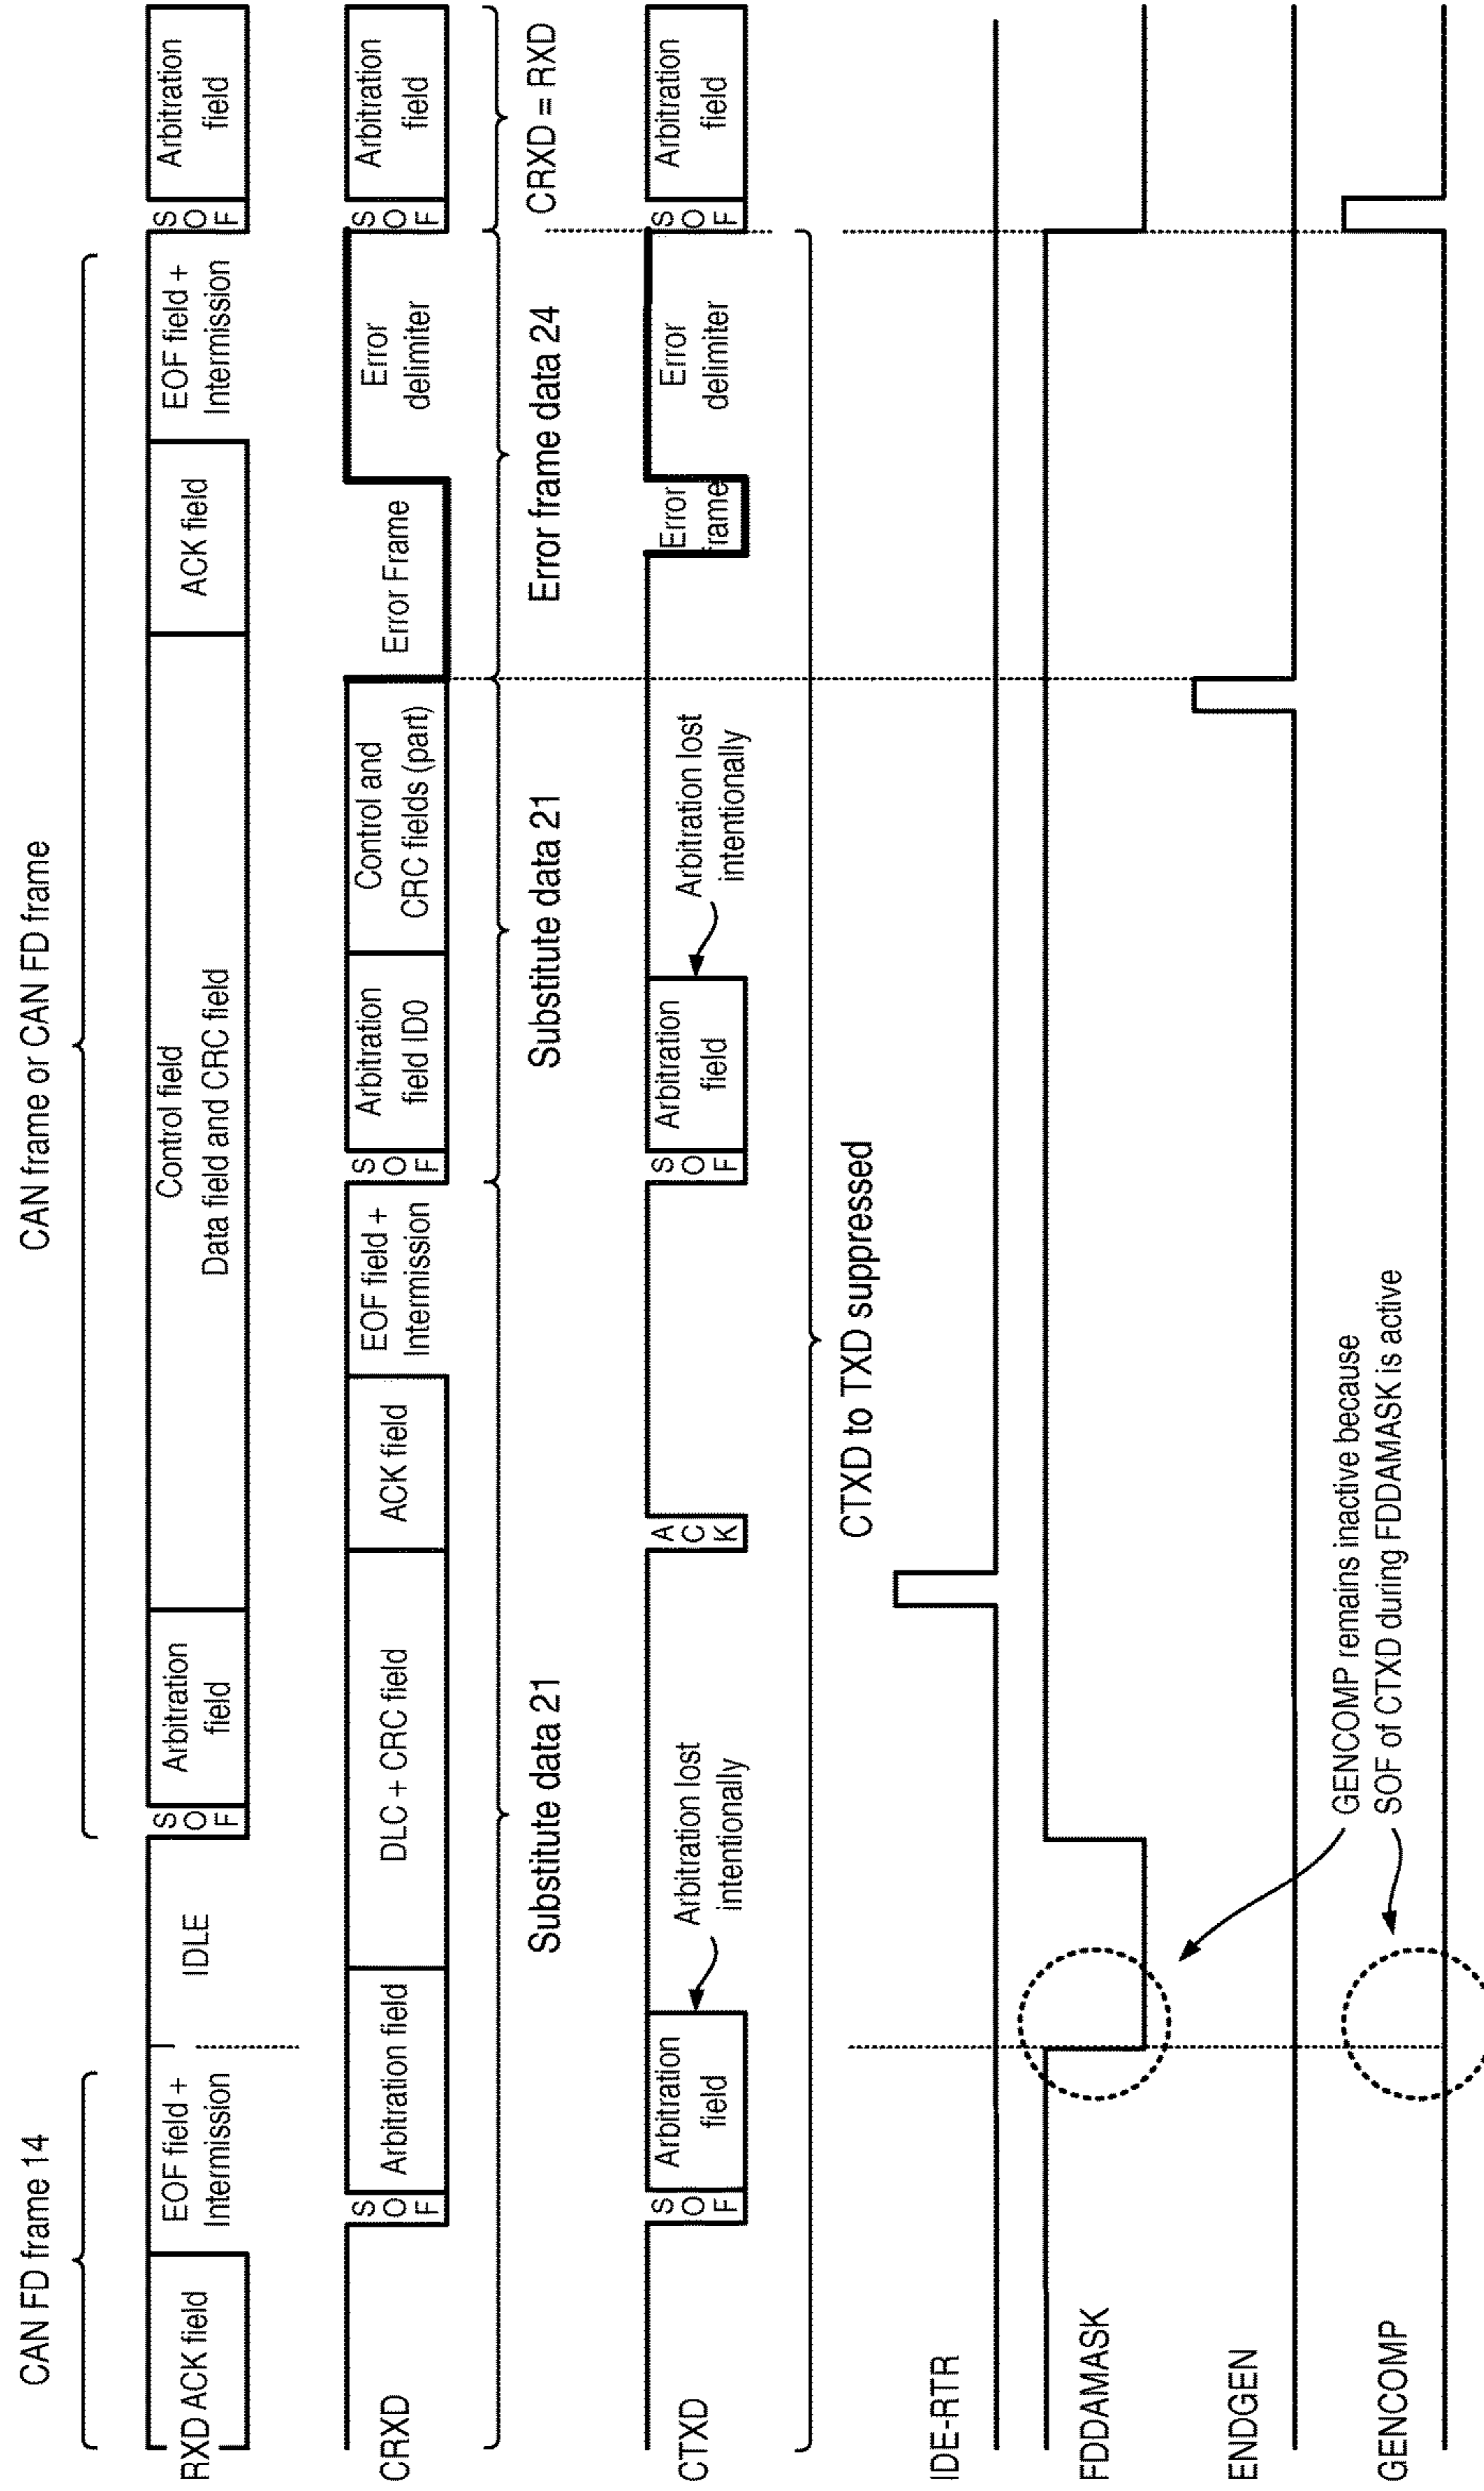 CAN FD frame 14
CAN frame or CAN FD frame
RXD
ACK field
EOF field +
Intermission
IDLE
S
O
F
Arbitration
field
Control field
Data field and CRC field
ACK field
EOF field +
Intermission
S
O
F
Arbitration
field
CRXD
S
O
F
Arbitration field
DLC + CRC field
ACK field
EOF field +
Intermission
S
O
F
Arbitration
field ID0
Control and
CRC fields (part)
Error Frame
Error
delimiter
S
O
F
Arbitration
field
Substitute data 21
Substitute data 21
Error frame data 24
CRXD = RXD
CTXD
S
O
F
Arbitration
field
Arbitration lost
intentionally
A
C
K
S
O
F
Arbitration
field
Arbitration lost
intentionally
Error
frame
Error
delimiter
S
O
F
Arbitration
field
CTXD to TXD suppressed
IDE-RTR
FDDAMASK
ENDGEN
GENCOMP remains inactive because
SOF of CTXD during FDDAMASK is active
GENCOMP